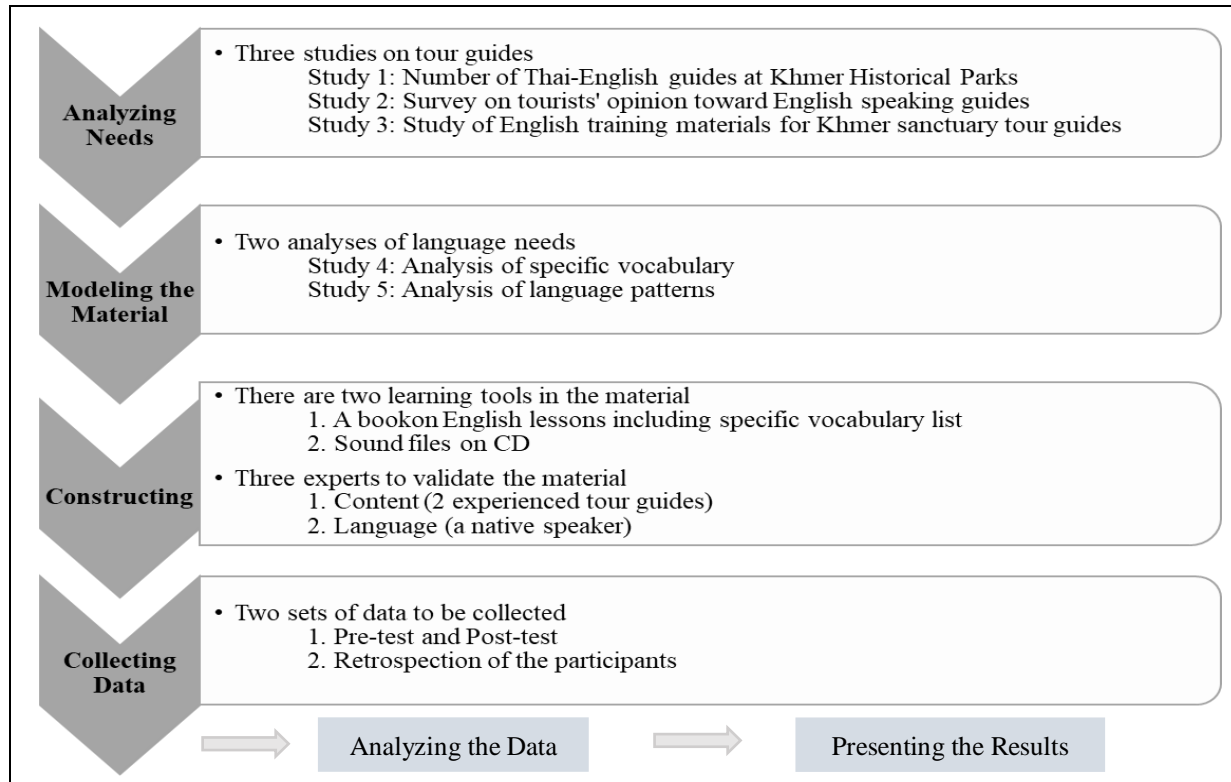 Analyzing
Needs
• Three studies on tour guides
Study 1: Number of Thai-English guides at Khmer Historical Parks
Study 2: Survey on tourists' opinion toward English speaking guides
Study 3: Study of English training materials for Khmer sanctuary tour guides
Modeling the
Material
• Two analyses of language needs
Study 4: Analysis of specific vocabulary
Study 5: Analysis of language patterns
Constructing
• There are two learning tools in the material
1. A bookon English lessons including specific vocabulary list
2. Sound files on CD
• Three experts to validate the material
1. Content (2 experienced tour guides)
2. Language (a native speaker)
Collecting
Data
• Two sets of data to be collected
1. Pre-test and Post-test
2. Retrospection of the participants
Analyzing the Data
Presenting the Results